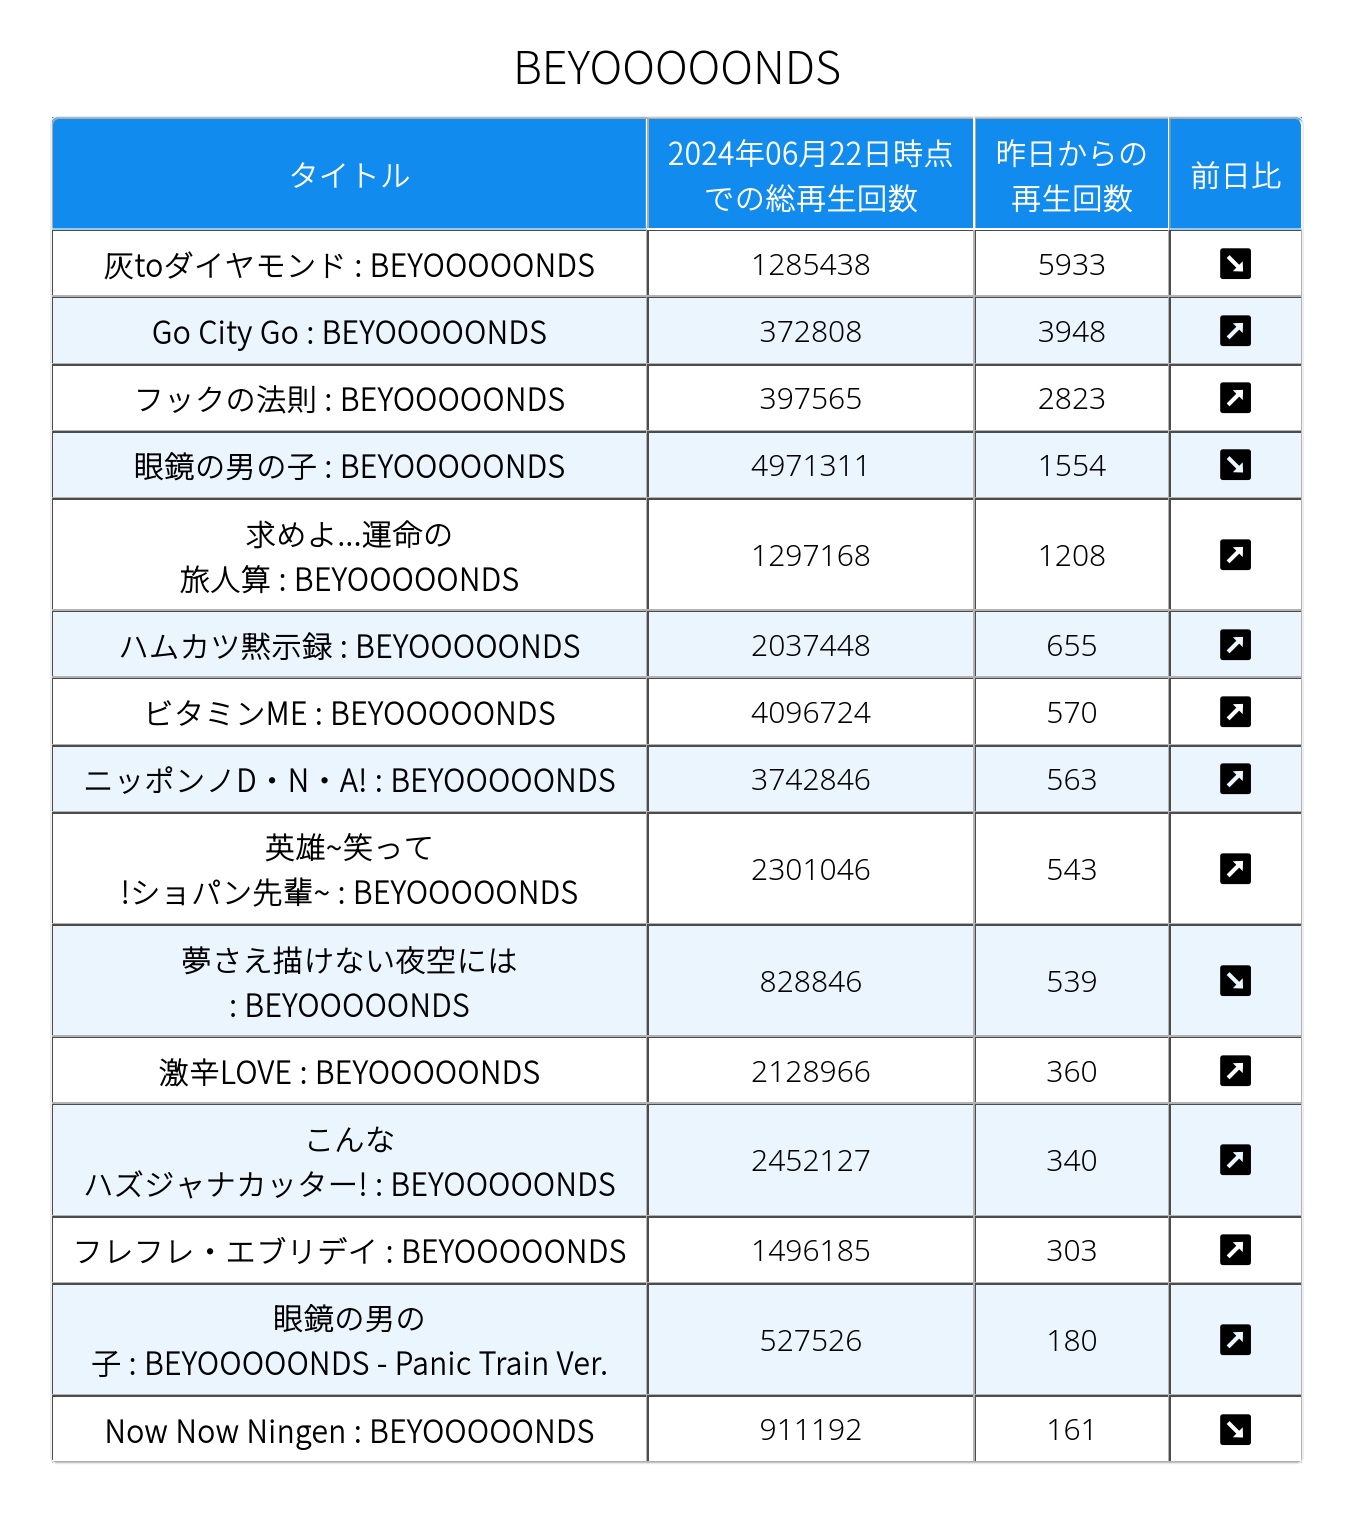 BEYOOOOONDS
タイトル
2024年06月22日時点
での総再生回数
昨日からの
再生回数
前日比
灰toダイヤモンド : BEYOOOOONDS 1285438 5933 ↘
Go City Go : BEYOOOOONDS 372808 3948 ↗
フックの法則 : BEYOOOOONDS 397565 2823 ↗
眼鏡の男の子 : BEYOOOOONDS 4971311 1554 ↘
求めよ...運命の
旅人算 : BEYOOOOONDS 1297168 1208 ↗
ハムカツ黙示録 : BEYOOOOONDS 2037448 655 ↗
ビタミンME : BEYOOOOONDS 4096724 570 ↗
ニッポンノD・N・A! : BEYOOOOONDS 3742846 563 ↗
英雄~笑って
!ショパン先輩~ : BEYOOOOONDS 2301046 543 ↗
夢さえ描けない夜空には
: BEYOOOOONDS 828846 539 ↘
激辛LOVE : BEYOOOOONDS 2128966 360 ↗
こんな
ハズジャナカッター! : BEYOOOOONDS 2452127 340 ↗
フレフレ・エブリデイ : BEYOOOOONDS 1496185 303 ↗
眼鏡の男の
子 : BEYOOOOONDS - Panic Train Ver. 527526 180 ↗
Now Now Ningen : BEYOOOOONDS 911192 161 ↘